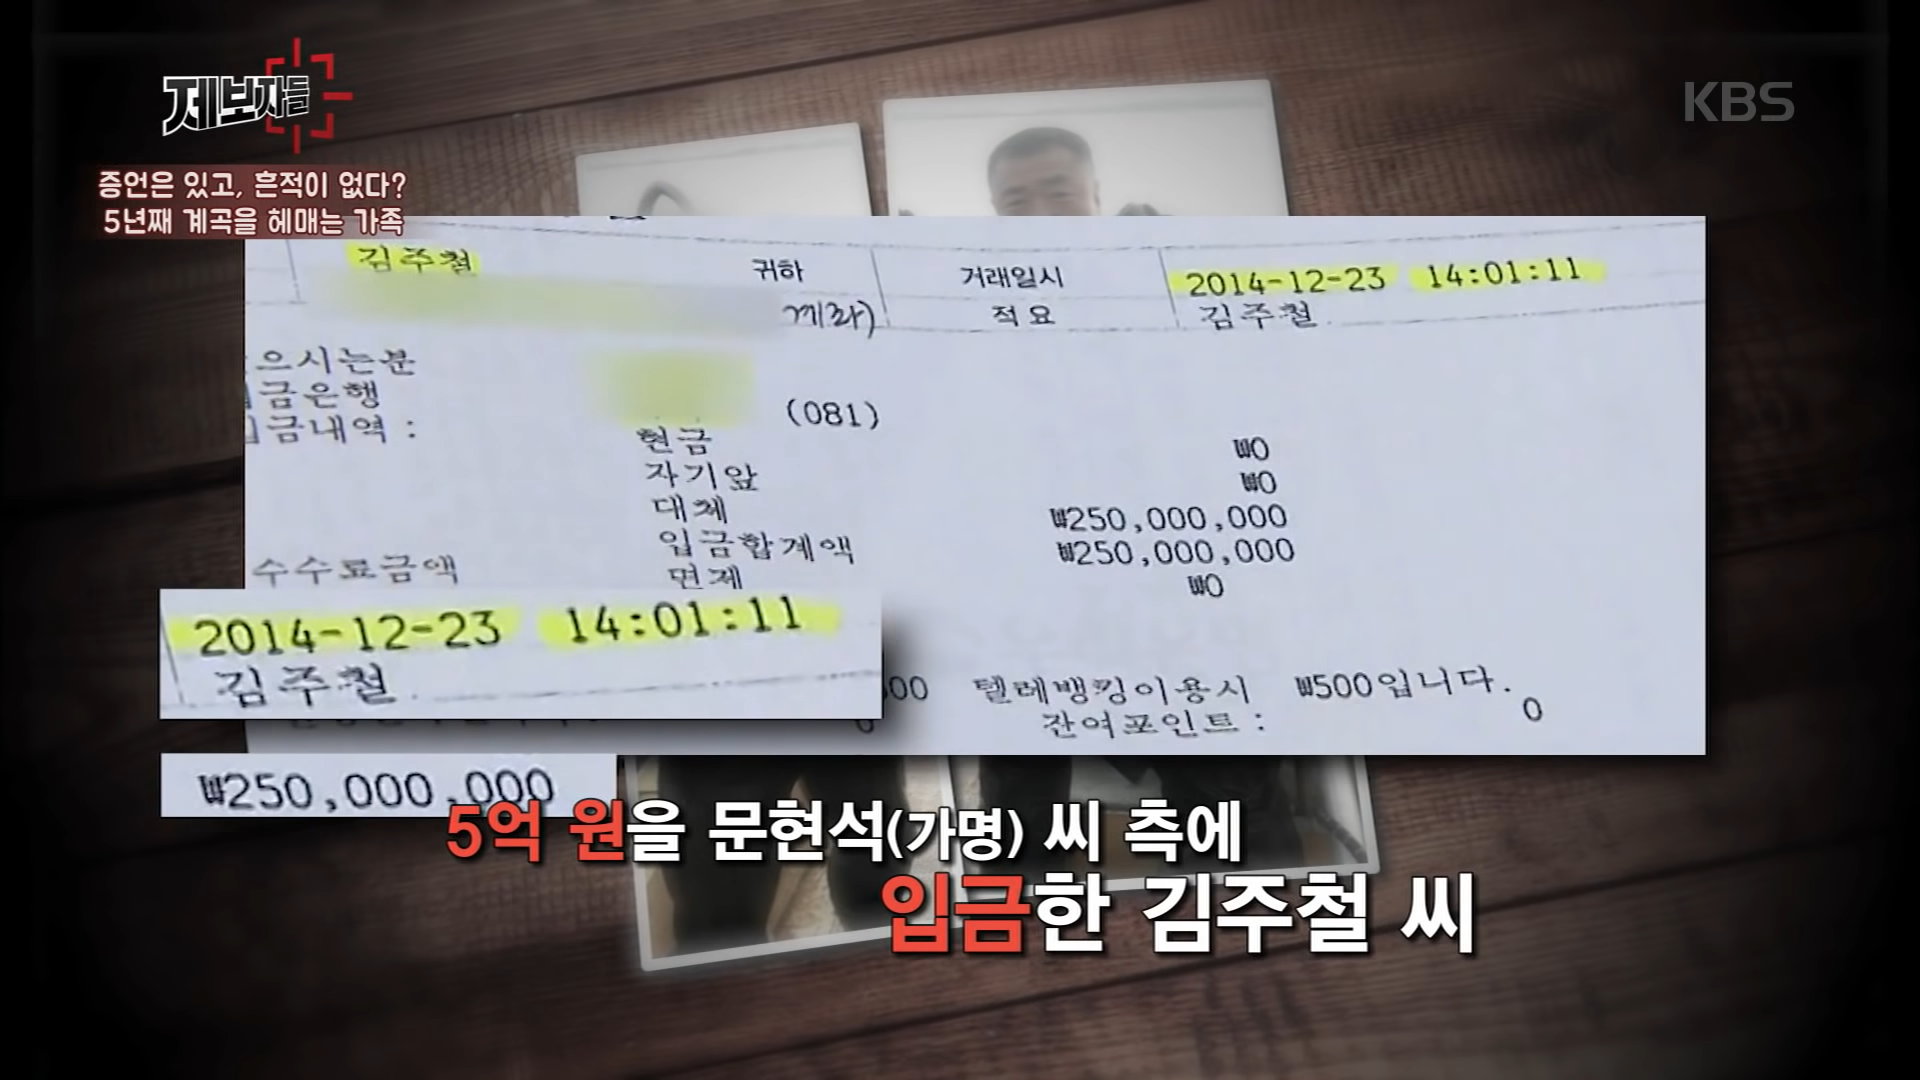 제보자들
KBS
증언은 있고, 흔적이 없다?
5년째 계곡을 헤매는 가족
김주철 귀하 거래일시 2014-12-23 14:01:11
계좌) 적요 김주철
으시는분
금은행 (081)
금내역 :
현금 ₩0
자기앞 ₩0
대체 ₩250,000,000
입금합계액 ₩250,000,000
수수료금액 면제 ₩0
2014-12-23 14:01:11
김주철
00 텔레뱅킹이용시 ₩500입니다.
0 잔여포인트 : 0
₩250,000,000
5억 원을 문현석(가명) 씨 측에
입금한 김주철 씨